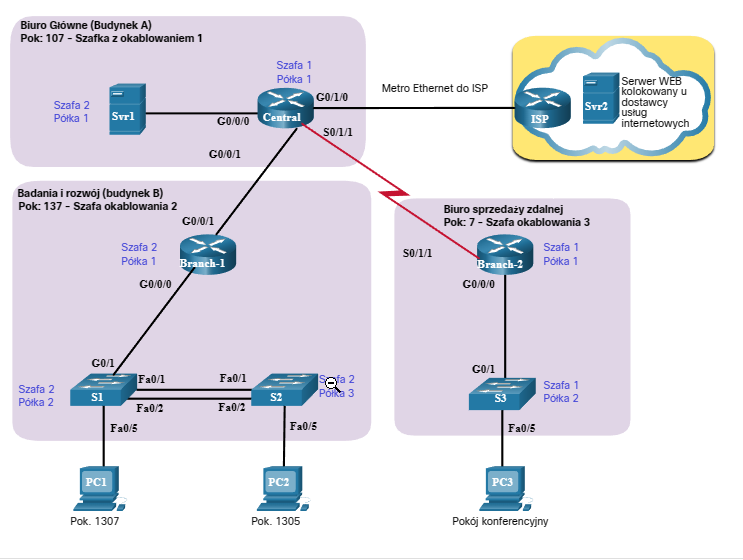 Biuro Główne (Budynek A)
Pok: 107 - Szafka z okablowaniem 1
Szafa 1
Półka 1
Szafa 2
Półka 1
Svr1
G0/0/0
Central
G0/1/0
S0/1/1
G0/0/1
Metro Ethernet do ISP
ISP
Svr2
Serwer WEB
kolokowany u
dostawcy
usług
internetowych
Badania i rozwój (budynek B)
Pok: 137 - Szafa okablowania 2
G0/0/1
Szafa 2
Półka 1
Branch-1
G0/0/0
G0/1
Szafa 2
Półka 2
S1
Fa0/1
Fa0/1
Fa0/2
Fa0/2
S2
Szafa 2
Półka 3
Fa0/5
Fa0/5
PC1
Pok. 1307
PC2
Pok. 1305
Biuro sprzedaży zdalnej
Pok: 7 - Szafa okablowania 3
S0/1/1
Branch-2
Szafa 1
Półka 1
G0/0/0
G0/1
S3
Szafa 1
Półka 2
Fa0/5
PC3
Pokój konferencyjny